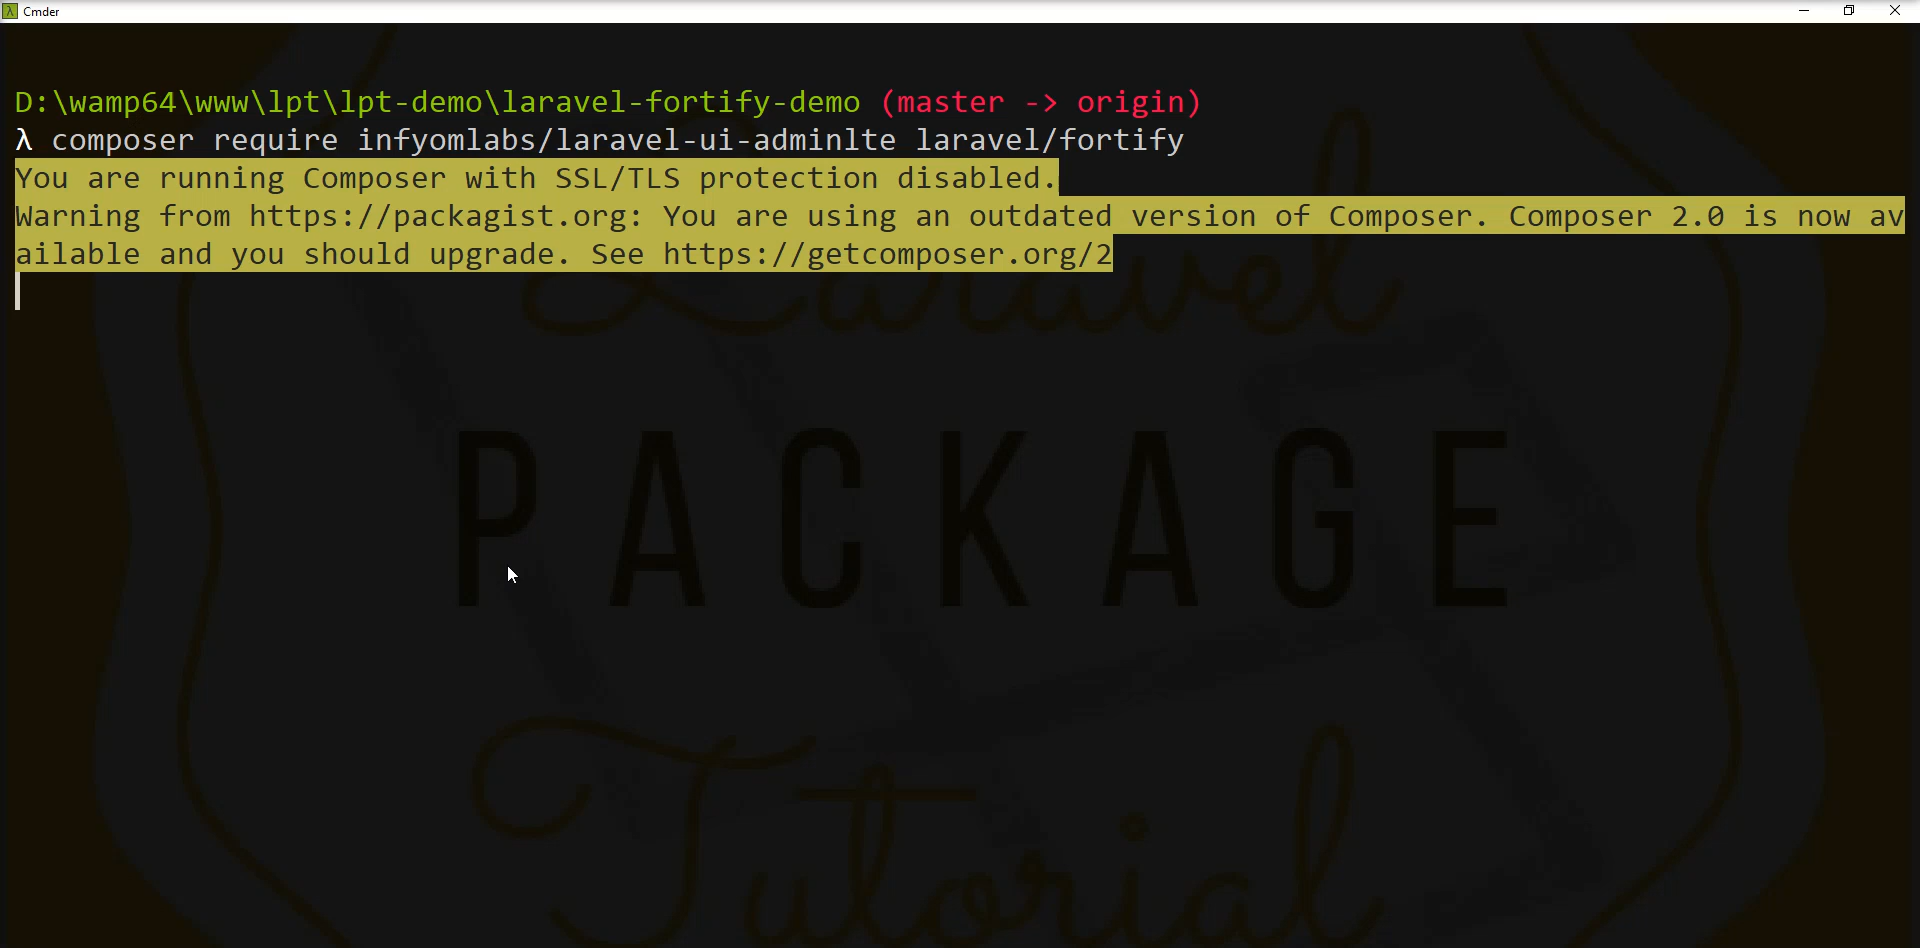 Cmder
D:\wamp64\www\lpt\lpt-demo\laravel-fortify-demo (master -> origin)
λ composer require infyomlabs/laravel-ui-adminlte laravel/fortify
You are running Composer with SSL/TLS protection disabled.
Warning from https://packagist.org: You are using an outdated version of Composer. Composer 2.0 is now av
ailable and you should upgrade. See https://getcomposer.org/2
Laravel
PACKAGE
Tutorial